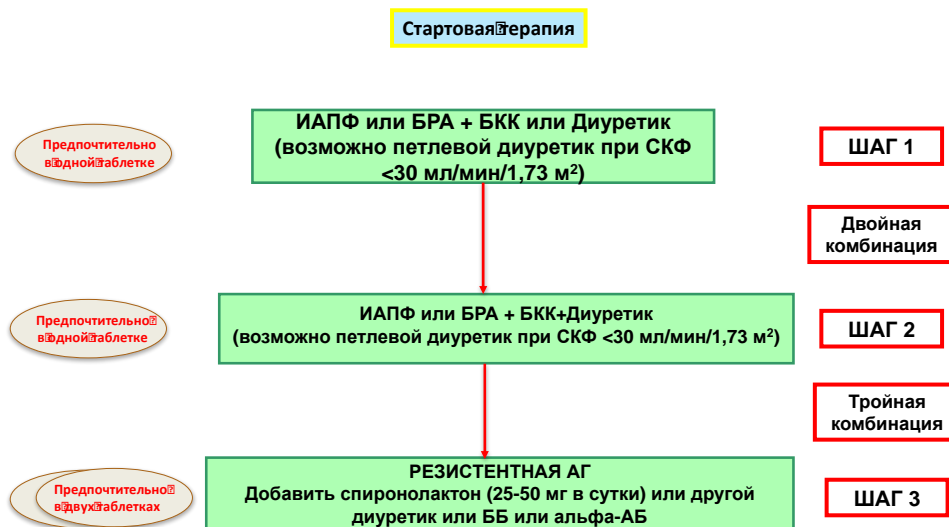 Стартовая терапия
Предпочтительно
в одной таблетке
ИАПФ или БРА + БКК или Диуретик
(возможно петлевой диуретик при СКФ
<30 мл/мин/1,73 м²)
ШАГ 1
Двойная
комбинация
Предпочтительно
в одной таблетке
ИАПФ или БРА + БКК+Диуретик
(возможно петлевой диуретик при СКФ <30 мл/мин/1,73 м²)
ШАГ 2
Тройная
комбинация
Предпочтительно
в двух таблетках
РЕЗИСТЕНТНАЯ АГ
Добавить спиронолактон (25-50 мг в сутки) или другой
диуретик или ББ или альфа-АБ
ШАГ 3